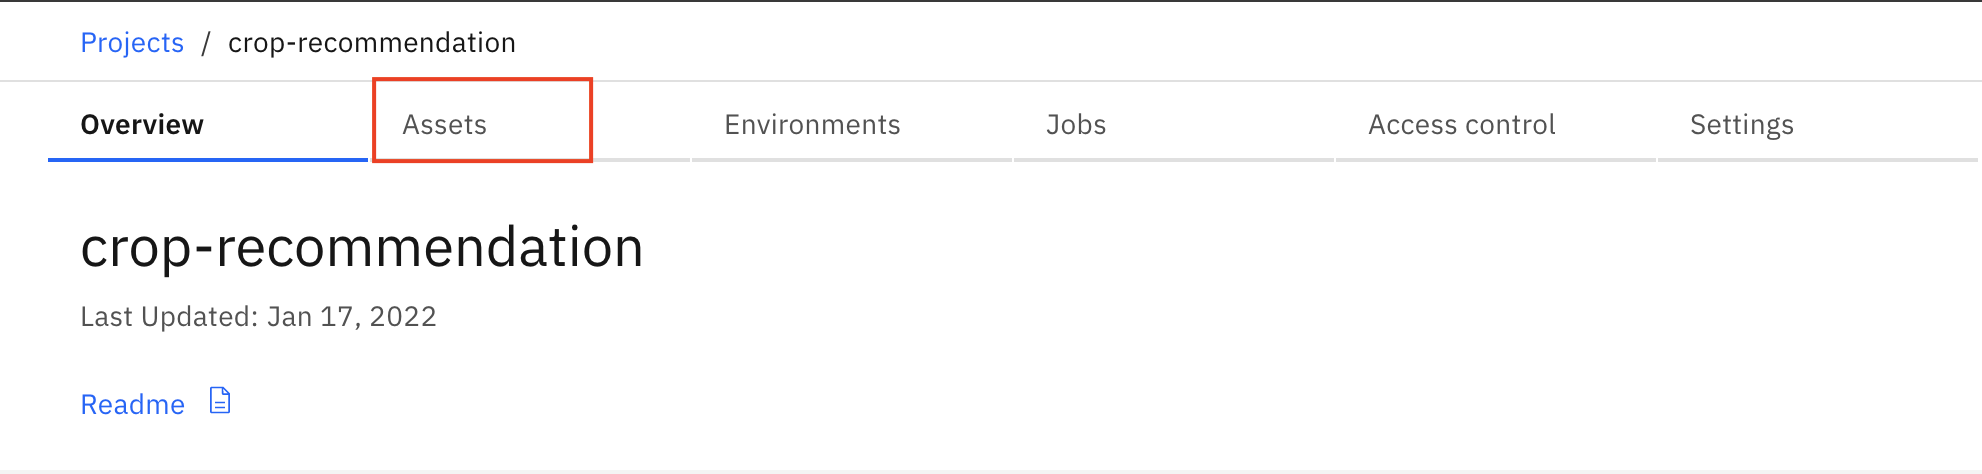 Projects / crop-recommendation
Overview Assets Environments Jobs Access control Settings
crop-recommendation
Last Updated: Jan 17, 2022
Readme